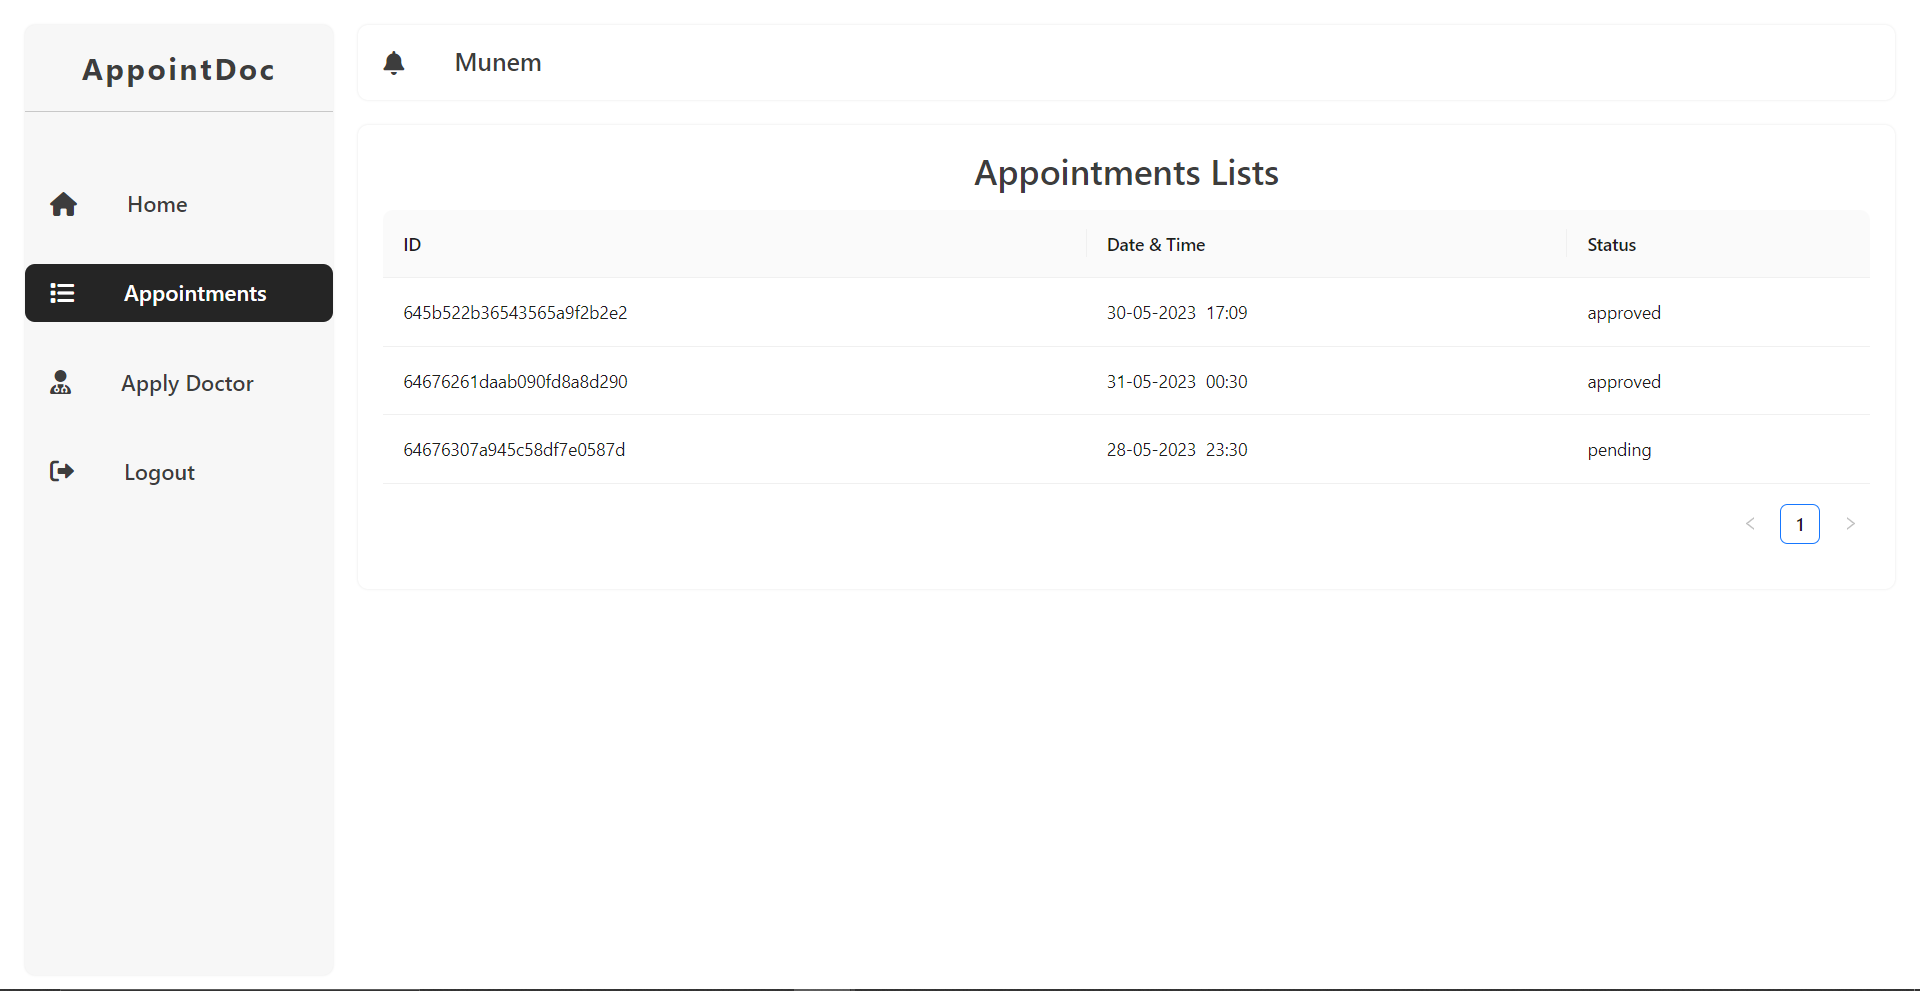 AppointDoc
Home
Appointments
Apply Doctor
Logout
Munem
Appointments Lists
ID Date & Time Status
645b522b36543565a9f2b2e2 30-05-2023 17:09 approved
64676261daab090fd8a8d290 31-05-2023 00:30 approved
64676307a945c58df7e0587d 28-05-2023 23:30 pending
< 1 >